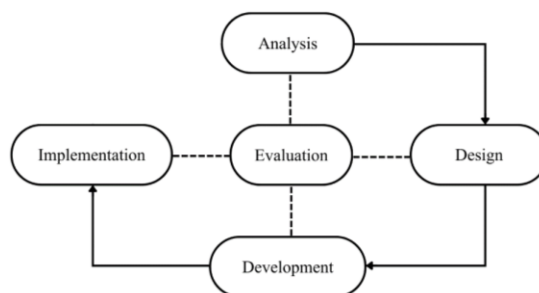 Analysis
Implementation
Evaluation
Design
Development